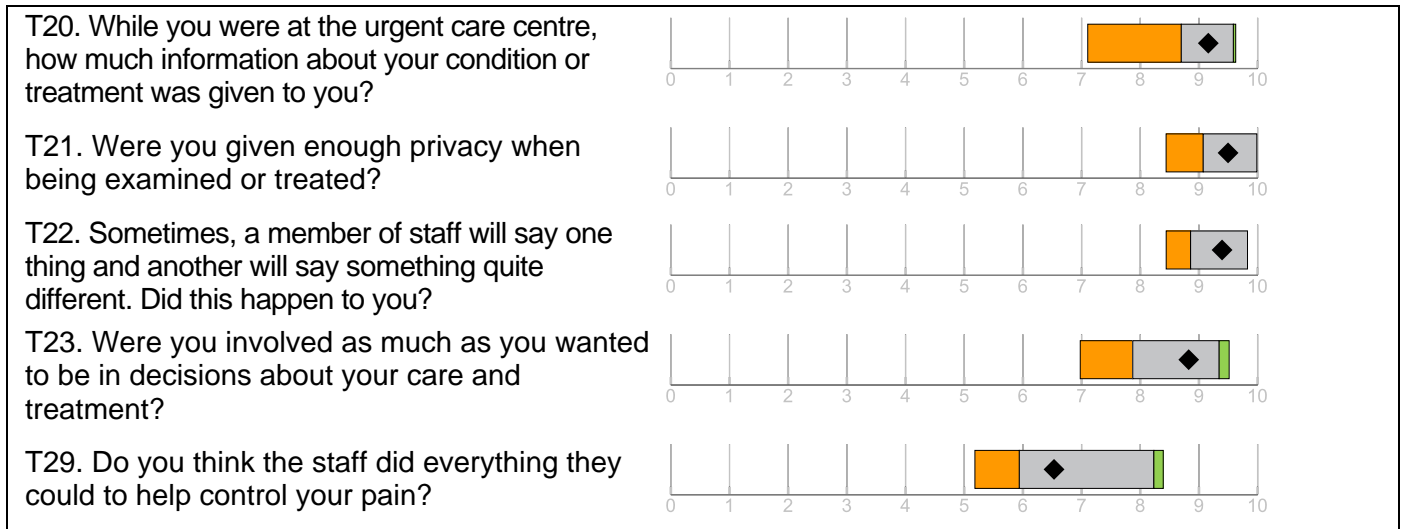 T20. While you were at the urgent care centre,
how much information about your condition or
treatment was given to you?
0 1 2 3 4 5 6 7 8 9 10
T21. Were you given enough privacy when
being examined or treated?
0 1 2 3 4 5 6 7 8 9 10
T22. Sometimes, a member of staff will say one
thing and another will say something quite
different. Did this happen to you?
0 1 2 3 4 5 6 7 8 9 10
T23. Were you involved as much as you wanted
to be in decisions about your care and
treatment?
0 1 2 3 4 5 6 7 8 9 10
T29. Do you think the staff did everything they
could to help control your pain?
0 1 2 3 4 5 6 7 8 9 10